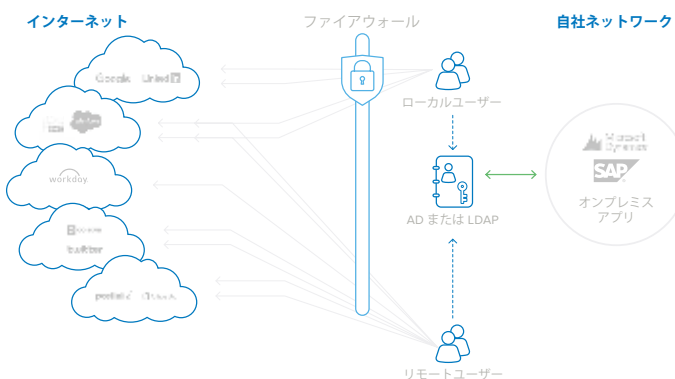 インターネット
ファイアウォール
自社ネットワーク
Google LinkedIn
ローカルユーザー
workday
twitter
SAP
オンプレミス
アプリ
AD または LDAP
リモートユーザー